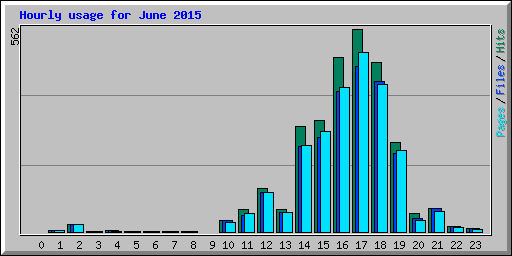 Hourly usage for June 2015
562
Pages/Files/Hits
0 1 2 3 4 5 6 7 8 9 10 11 12 13 14 15 16 17 18 19 20 21 22 23